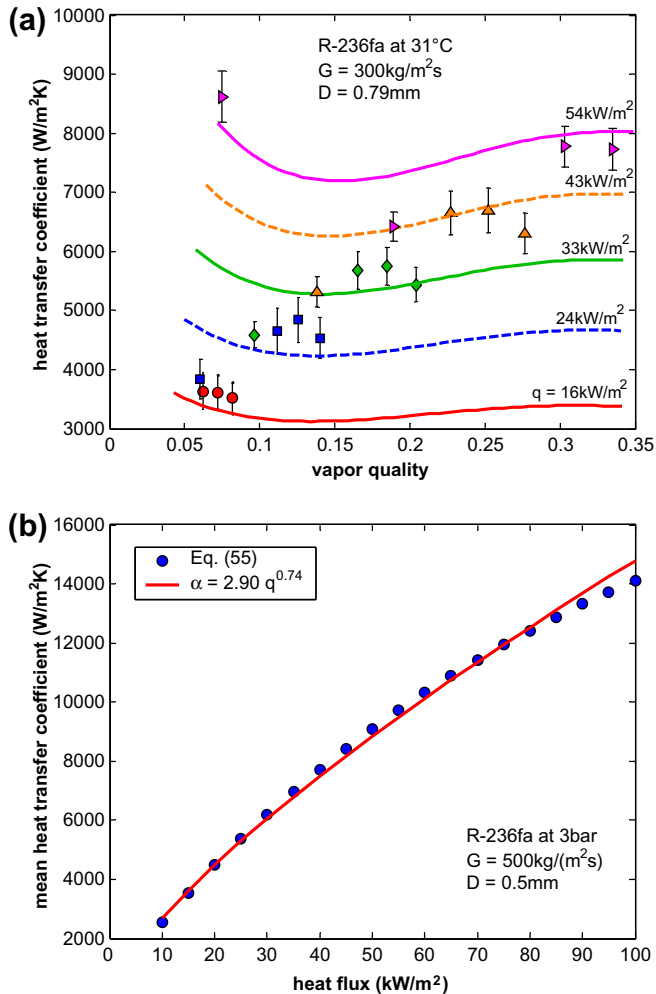 (a)
R-236fa at 31°C
G = 300kg/m²s
D = 0.79mm
heat transfer coefficient (W/m²K)
9000
8000
7000
6000
5000
4000
3000
54kW/m²
43kW/m²
33kW/m²
24kW/m²
q = 16kW/m²
0 0.05 0.1 0.15 0.2 0.25 0.3 0.35
vapor quality
(b)
mean heat transfer coefficient (W/m²K)
16000
14000
12000
10000
8000
6000
4000
2000
Eq. (55)
α = 2.90 q^0.74
R-236fa at 3bar
G = 500kg/(m²s)
D = 0.5mm
0 10 20 30 40 50 60 70 80 90 100
heat flux (kW/m²)